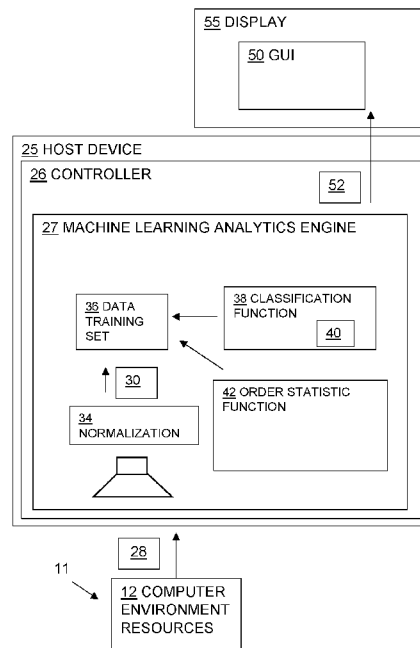 55 DISPLAY
50 GUI
25 HOST DEVICE
26 CONTROLLER
52
27 MACHINE LEARNING ANALYTICS ENGINE
36 DATA
TRAINING
SET
38 CLASSIFICATION
FUNCTION
40
30
42 ORDER STATISTIC
FUNCTION
34
NORMALIZATION
28
11
12 COMPUTER
ENVIRONMENT
RESOURCES